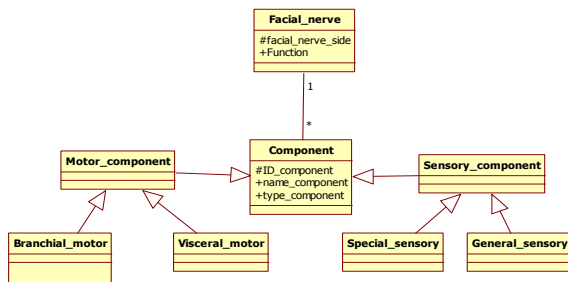 Facial_nerve
#facial_nerve_side
+Function
1
*
Component
#ID_component
+name_component
+type_component
Motor_component
Sensory_component
Branchial_motor
Visceral_motor
Special_sensory
General_sensory